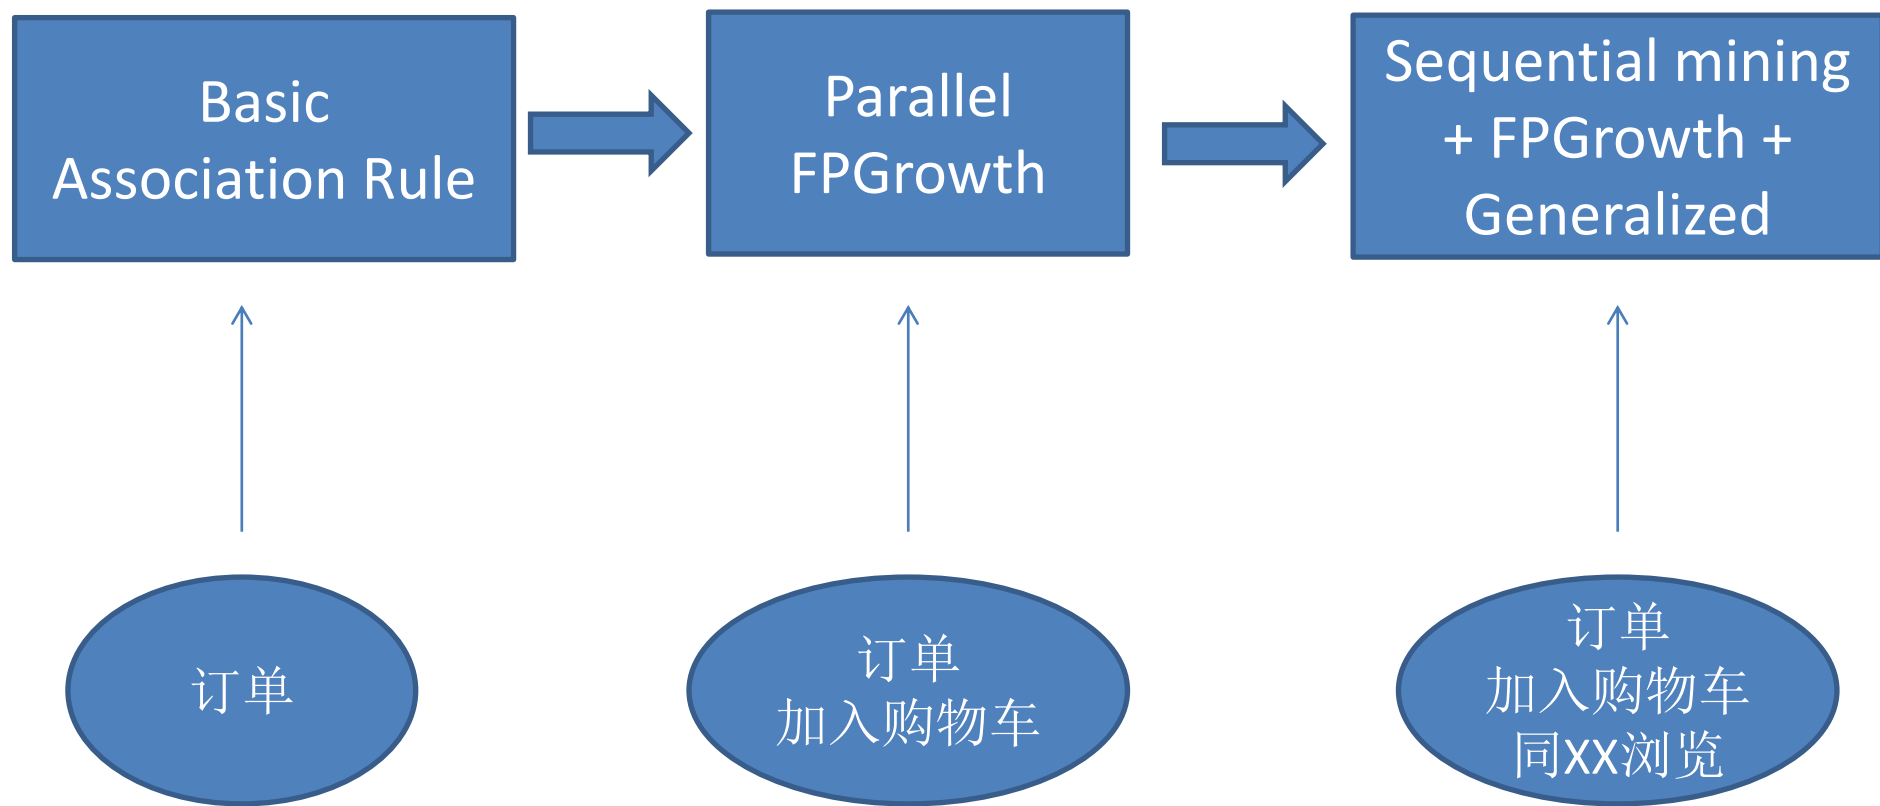 Basic
Association Rule
Parallel
FPGrowth
Sequential mining
+ FPGrowth +
Generalized
订单
订单
加入购物车
订单
加入购物车
同XX浏览